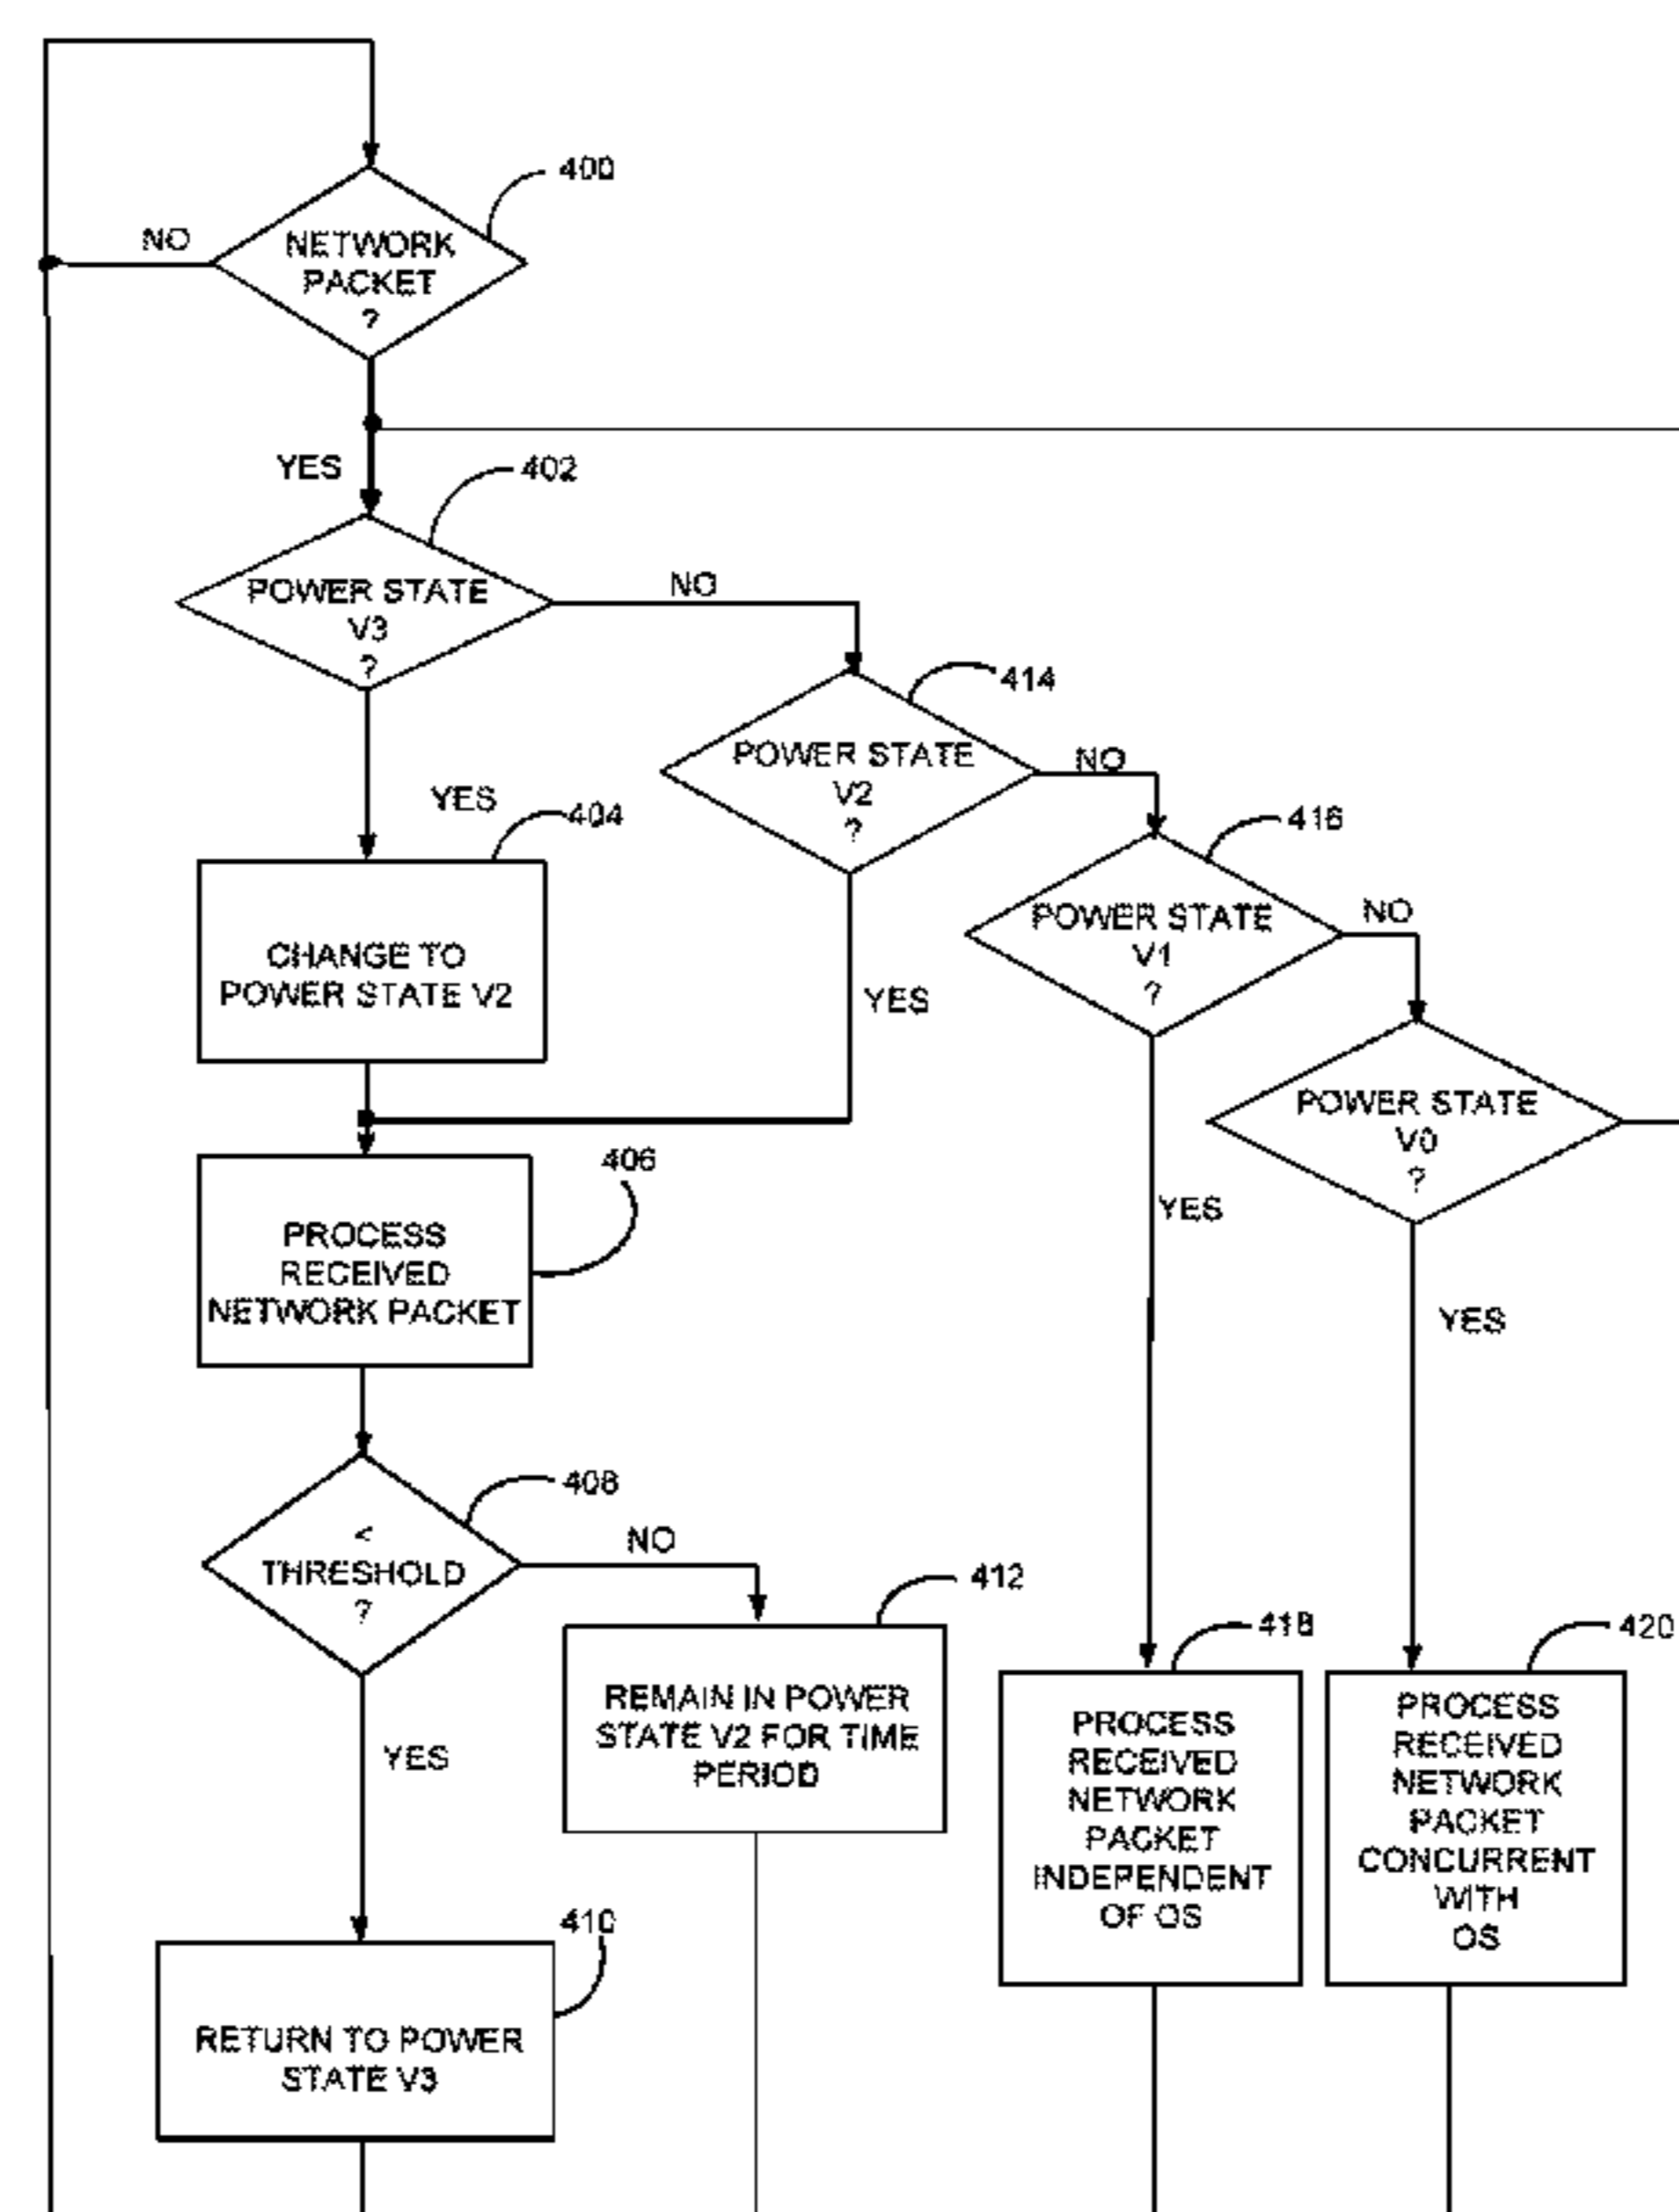 400
NO
NETWORK
PACKET
?
YES
402
POWER STATE
V3
?
NO
414
POWER STATE
V2
?
NO
416
YES
404
POWER STATE
V1
?
NO
CHANGE TO
POWER STATE V2
YES
POWER STATE
V0
?
406
YES
PROCESS
RECEIVED
NETWORK PACKET
YES
408
<
THRESHOLD
?
NO
412
418
420
REMAIN IN POWER
STATE V2 FOR TIME
PERIOD
PROCESS
RECEIVED
NETWORK
PACKET
INDEPENDENT
OF OS
PROCESS
RECEIVED
NETWORK
PACKET
CONCURRENT
WITH
OS
YES
410
RETURN TO POWER
STATE V3